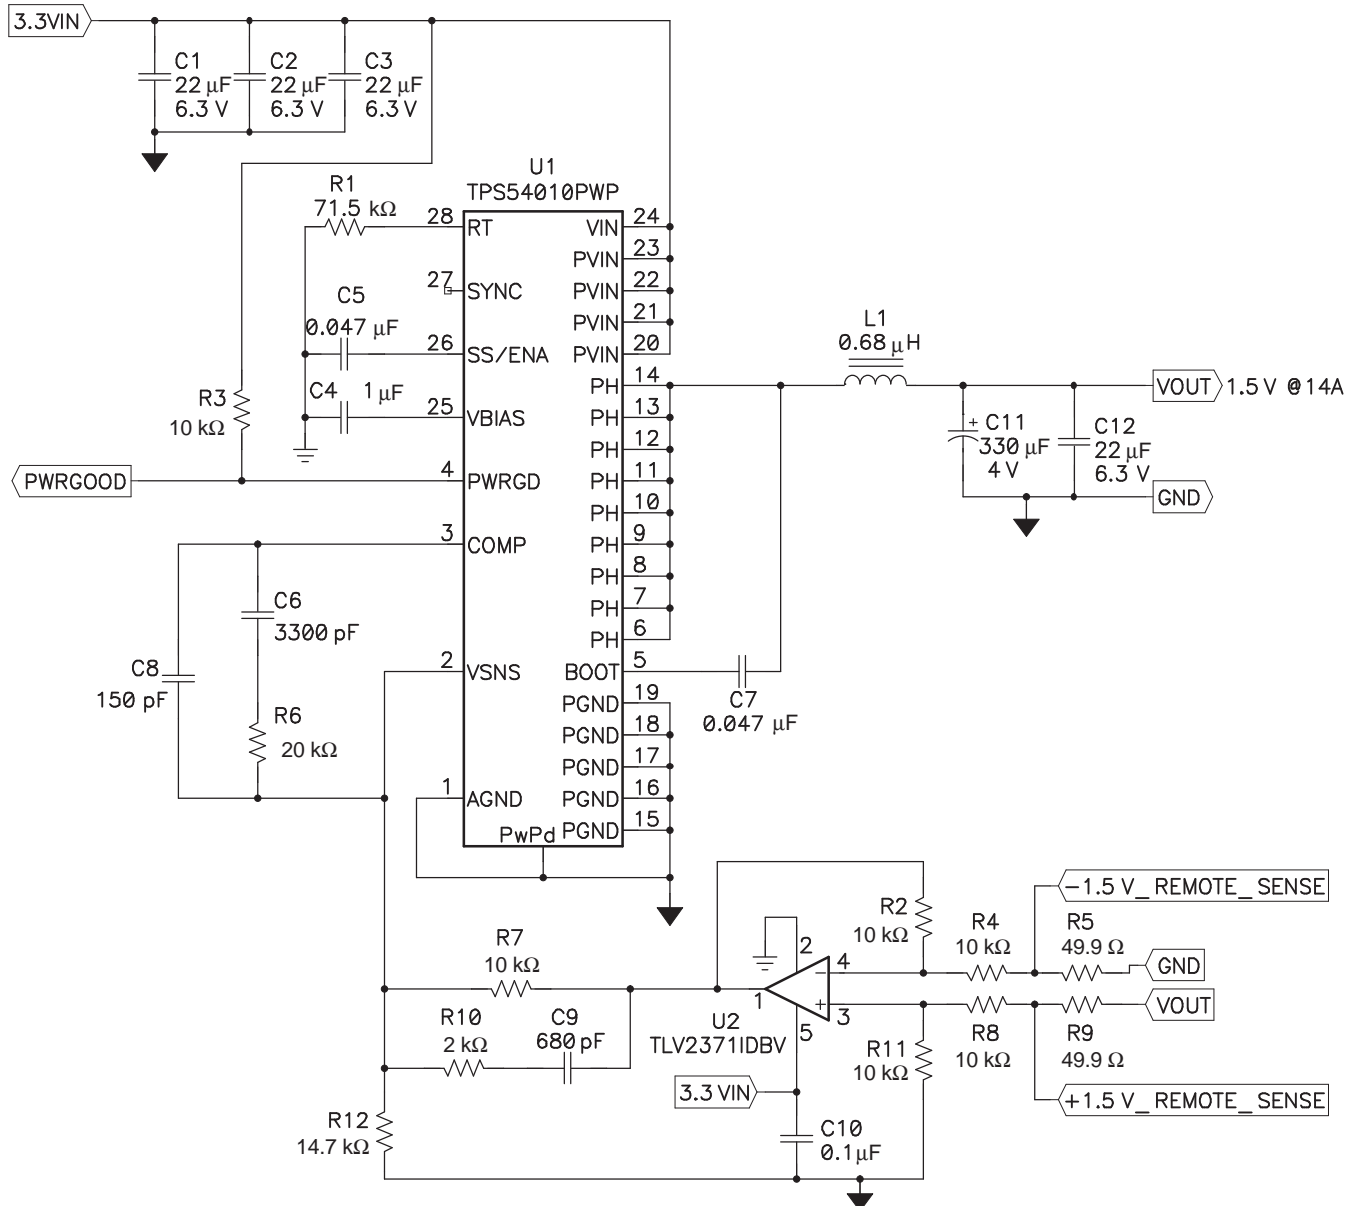 3.3VIN
C1
22 µF
6.3 V
C2
22 µF
6.3 V
C3
22 µF
6.3 V
U1
TPS54010PWP
R1
71.5 kΩ
28
RT
27
SYNC
C5
0.047 µF
26
SS/ENA
C4
1 µF
25
VBIAS
R3
10 kΩ
PWRGOOD
4
PWRGD
3
COMP
C6
3300 pF
C8
150 pF
R6
20 kΩ
2
VSNS
1
AGND
PwPd
VIN
24
PVIN
23
PVIN
22
PVIN
21
PVIN
20
PH
14
PH
13
PH
12
PH
11
PH
10
PH
9
PH
8
PH
7
PH
6
BOOT
5
PGND
19
PGND
18
PGND
17
PGND
16
PGND
15
C7
0.047 µF
L1
0.68 µH
VOUT
1.5 V @14A
+
C11
330 µF
4 V
C12
22 µF
6.3 V
GND
−1.5 V_REMOTE_SENSE
R2
10 kΩ
R4
10 kΩ
R5
49.9 Ω
GND
VOUT
R8
10 kΩ
R9
49.9 Ω
+1.5 V_REMOTE_SENSE
R11
10 kΩ
2
−
4
1
+
3
5
U2
TLV2371IDBV
3.3 VIN
C10
0.1µF
R7
10 kΩ
R10
2 kΩ
C9
680 pF
R12
14.7 kΩ